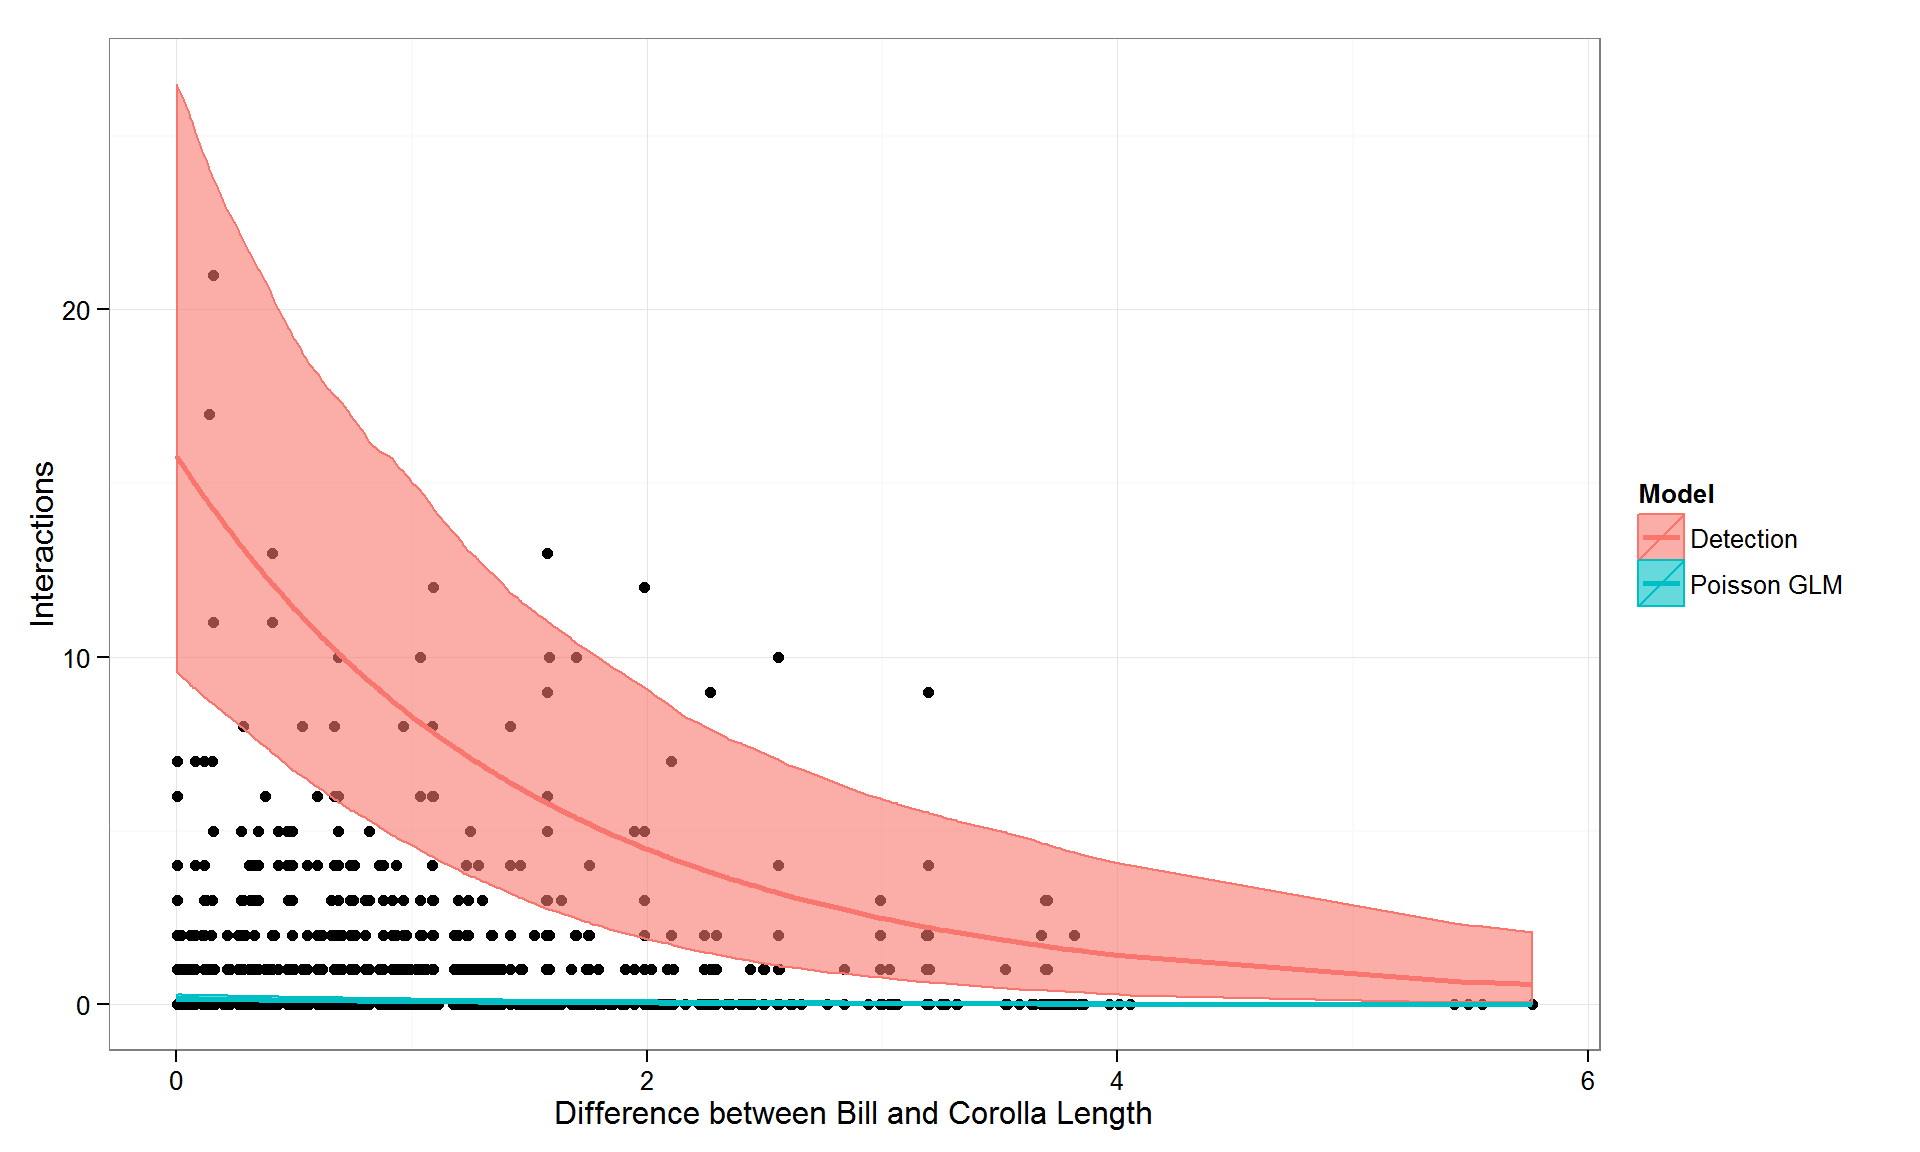 Interactions
20
10
0
0
2
4
6
Difference between Bill and Corolla Length
Model
Detection
Poisson GLM